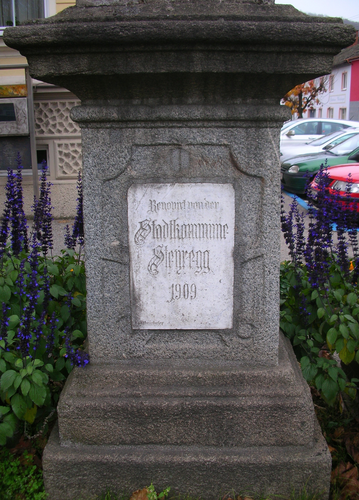 Renovirt von der
Stadtkommune
Steyregg
1909